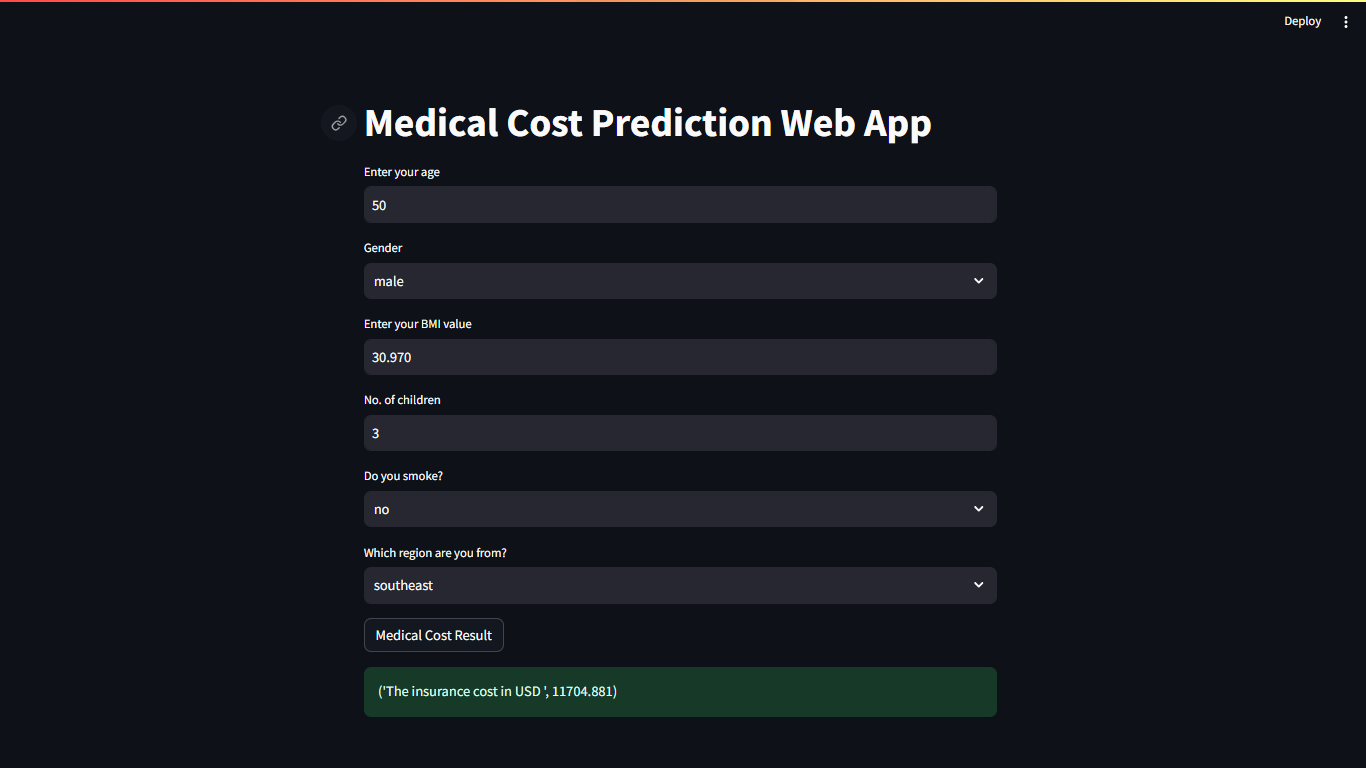 Deploy
Medical Cost Prediction Web App
Enter your age
50
Gender
male
Enter your BMI value
30.970
No. of children
3
Do you smoke?
no
Which region are you from?
southeast
Medical Cost Result
('The insurance cost in USD ', 11704.881)